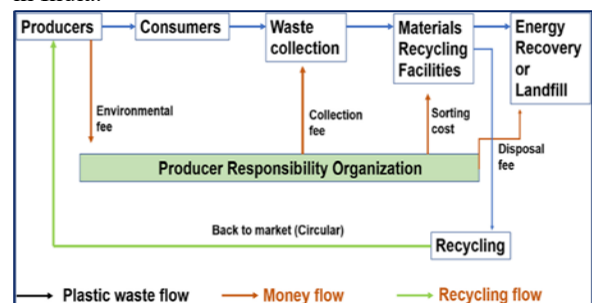 Producers
Consumers
Waste
collection
Materials
Recycling
Facilities
Energy
Recovery
or
Landfill
Environmental
fee
Collection
fee
Sorting
cost
Disposal
fee
Producer Responsibility Organization
Back to market (Circular)
Recycling
Plastic waste flow
Money flow
Recycling flow